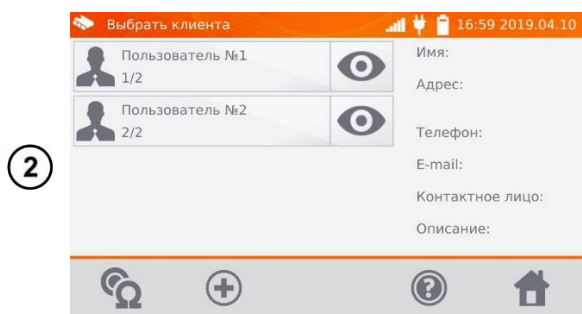 Выбрать клиента 16:59 2019.04.10
Пользователь №1
1/2
Пользователь №2
2/2
Имя:
Адрес:
Телефон:
E-mail:
Контактное лицо:
Описание:
2